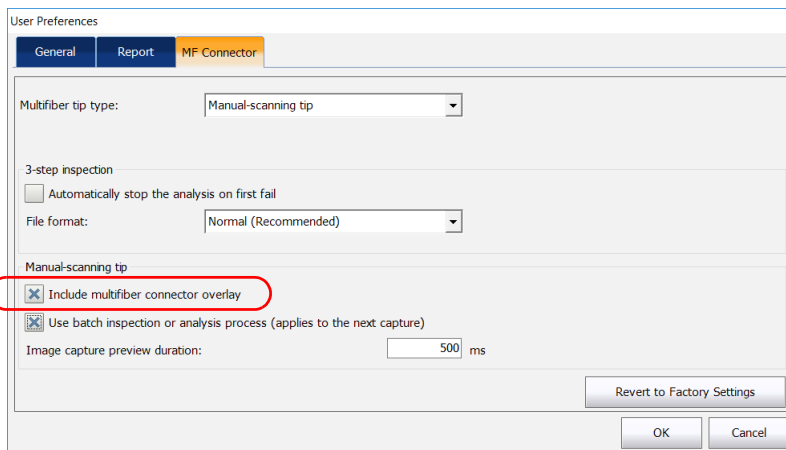 User Preferences
General Report MF Connector
Multifiber tip type: Manual-scanning tip
3-step inspection
Automatically stop the analysis on first fail
File format: Normal (Recommended)
Manual-scanning tip
Include multifiber connector overlay
Use batch inspection or analysis process (applies to the next capture)
Image capture preview duration: 500 ms
Revert to Factory Settings
OK Cancel